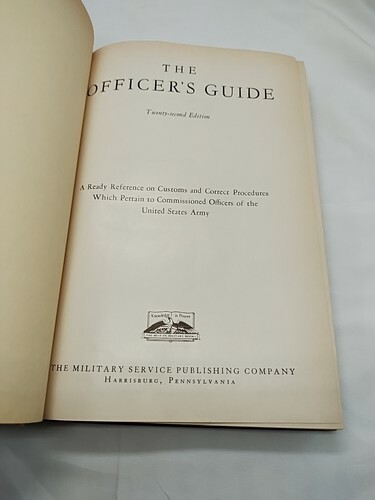 THE
OFFICER'S GUIDE
Twenty-second Edition
A Ready Reference on Customs and Correct Procedures
Which Pertain to Commissioned Officers of the
United States Army
Knowledge is Power
THE MILITARY SERVICE PUBLISHING COMPANY
HARRISBURG, PENNSYLVANIA